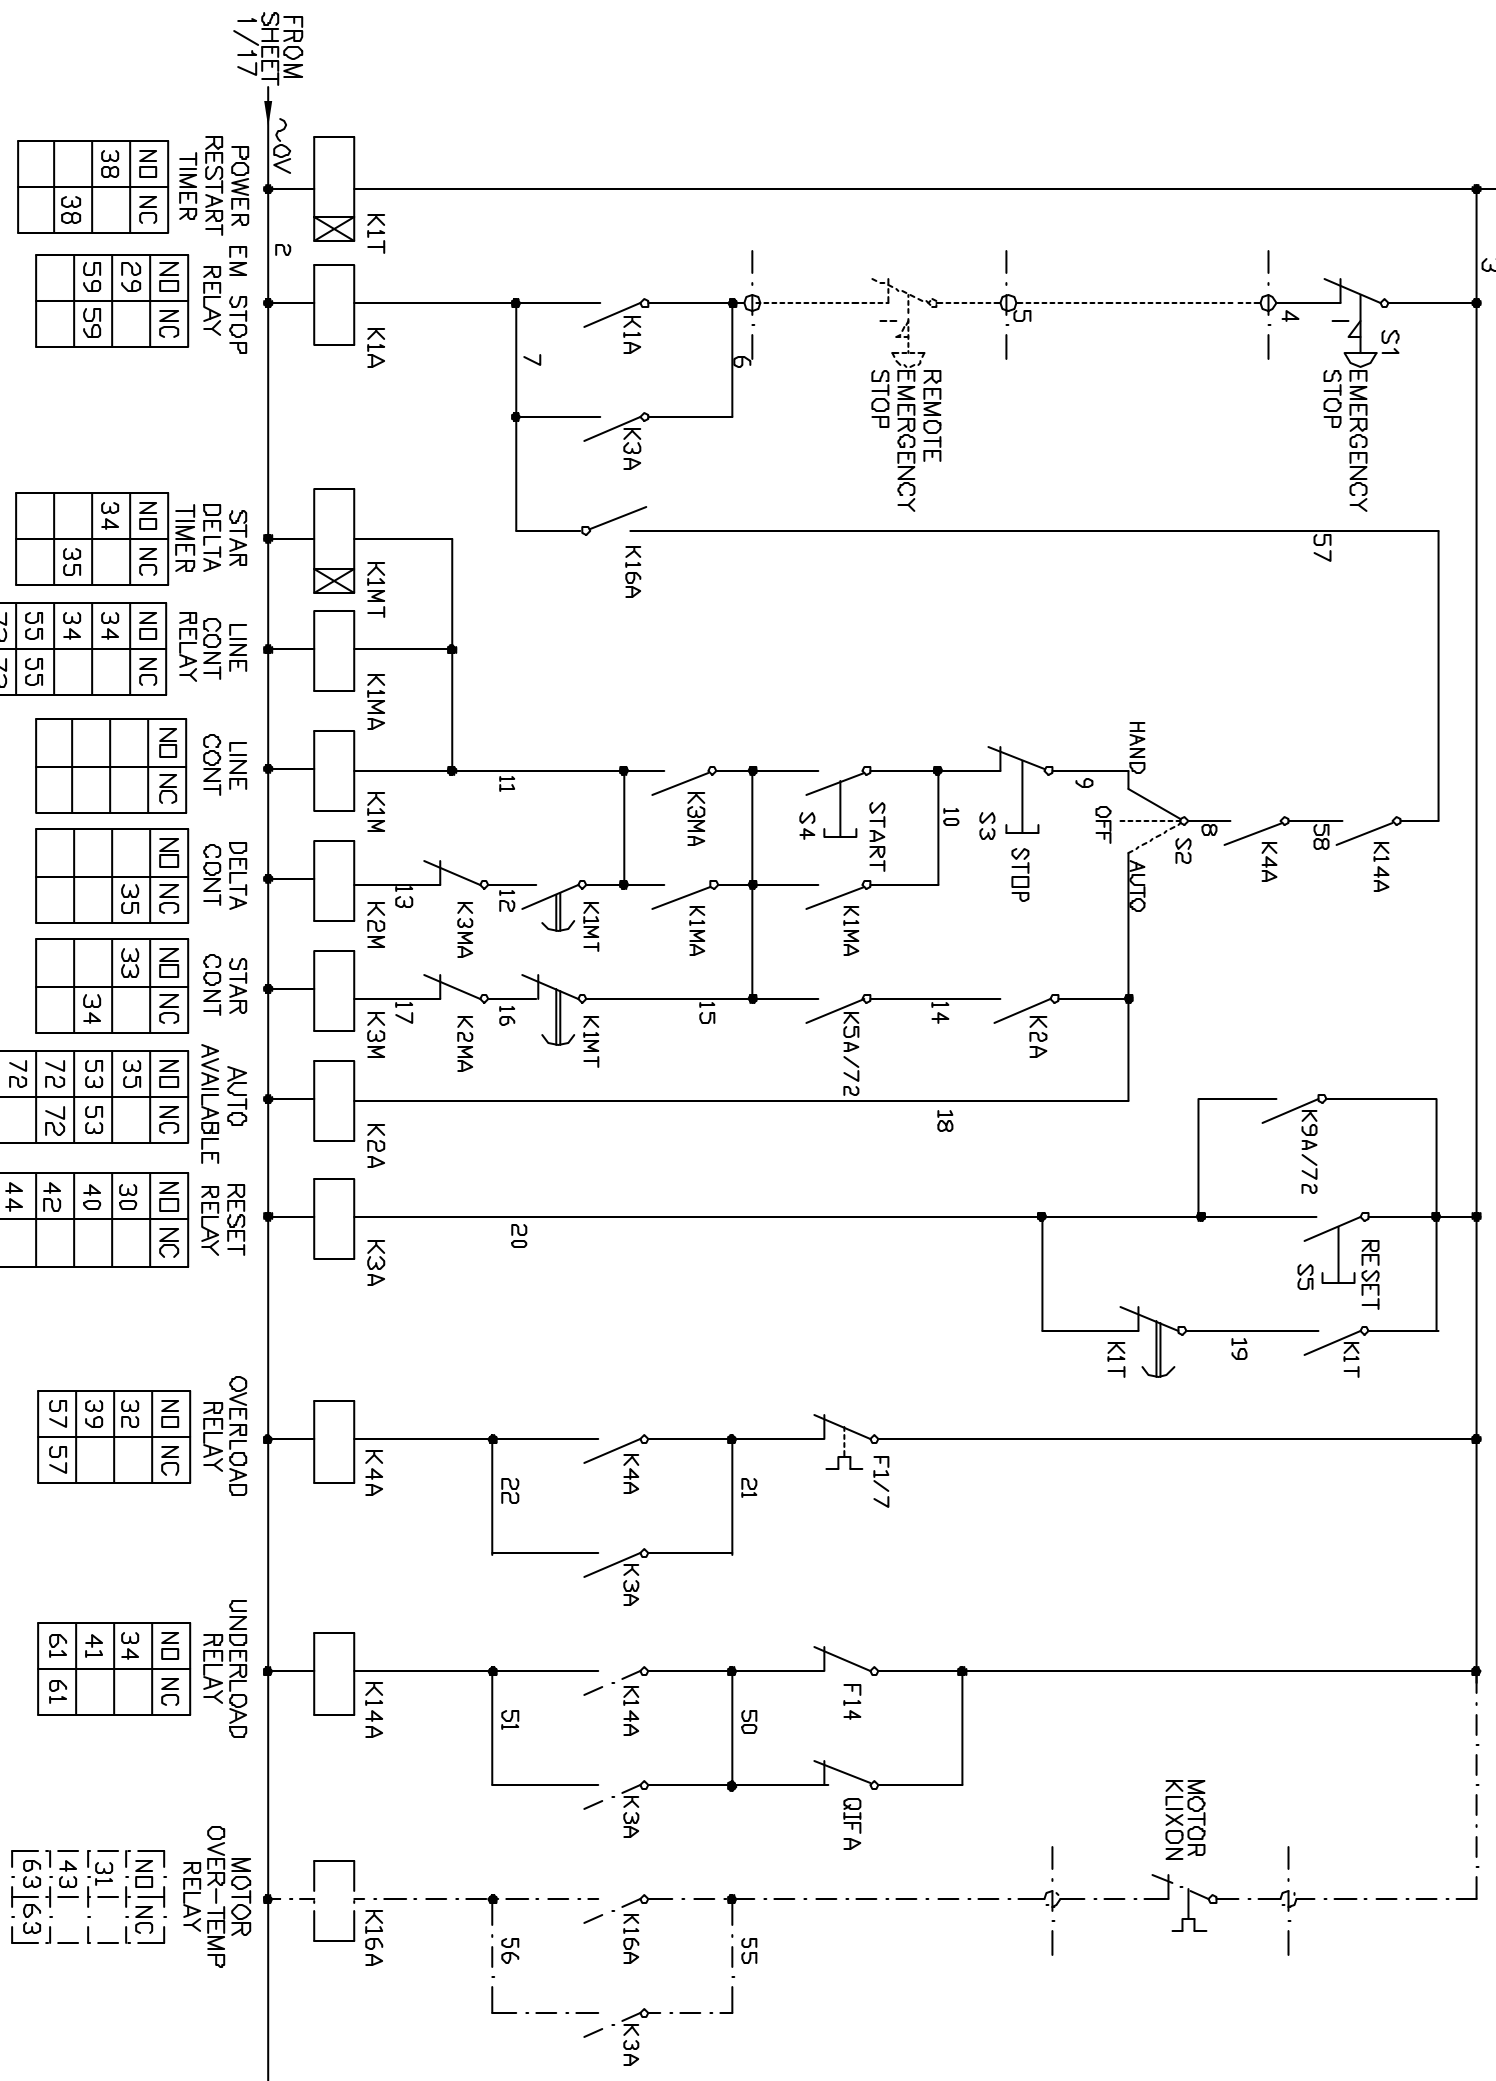 FROM
SHEET
1/17
~0V
2
3
K1T
POWER
RESTART
TIMER
NO NC
38
38
S1
EMERGENCY
STOP
4
5
REMOTE
EMERGENCY
STOP
6
K1A
7
K1A
EM STOP
RELAY
NO NC
29
59 59
K3A
K16A
57
K1MT
STAR
DELTA
TIMER
NO NC
34
35
K1MA
LINE
CONT
RELAY
NO NC
34
34
55 55
72 72
K14A
58
K4A
8
S2
HAND
OFF
AUTO
9
S3
STOP
10
START
S4
K1MA
K3MA
K1MA
11
K1M
LINE
CONT
NO NC
K1MT
12
K3MA
13
K2M
DELTA
CONT
NO NC
35
K2A
14
K5A/72
15
K1MT
16
K2MA
17
K3M
STAR
CONT
NO NC
33
34
18
K2A
AUTO
AVAILABLE
NO NC
35
53 53
72 72
72
K9A/72
RESET
S5
K1T
19
K1T
20
K3A
RESET
RELAY
NO NC
30
40
42
44
F1/7
21
K4A
K3A
22
K4A
OVERLOAD
RELAY
NO NC
32
39
57 57
F14
QIFA
50
K14A
K3A
51
K14A
UNDERLOAD
RELAY
NO NC
34
41
61 61
MOTOR
KLIXON
55
K16A
K3A
56
K16A
MOTOR
OVER-TEMP
RELAY
NO NC
31
43
63 63